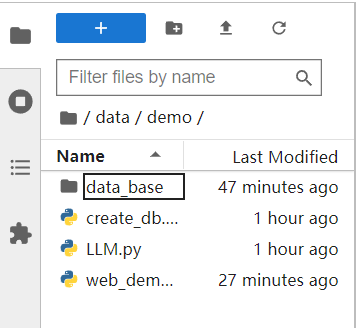 +
Filter files by name
/ data / demo /
Name Last Modified
data_base 47 minutes ago
create_db.... 1 hour ago
LLM.py 1 hour ago
web_dem... 27 minutes ago